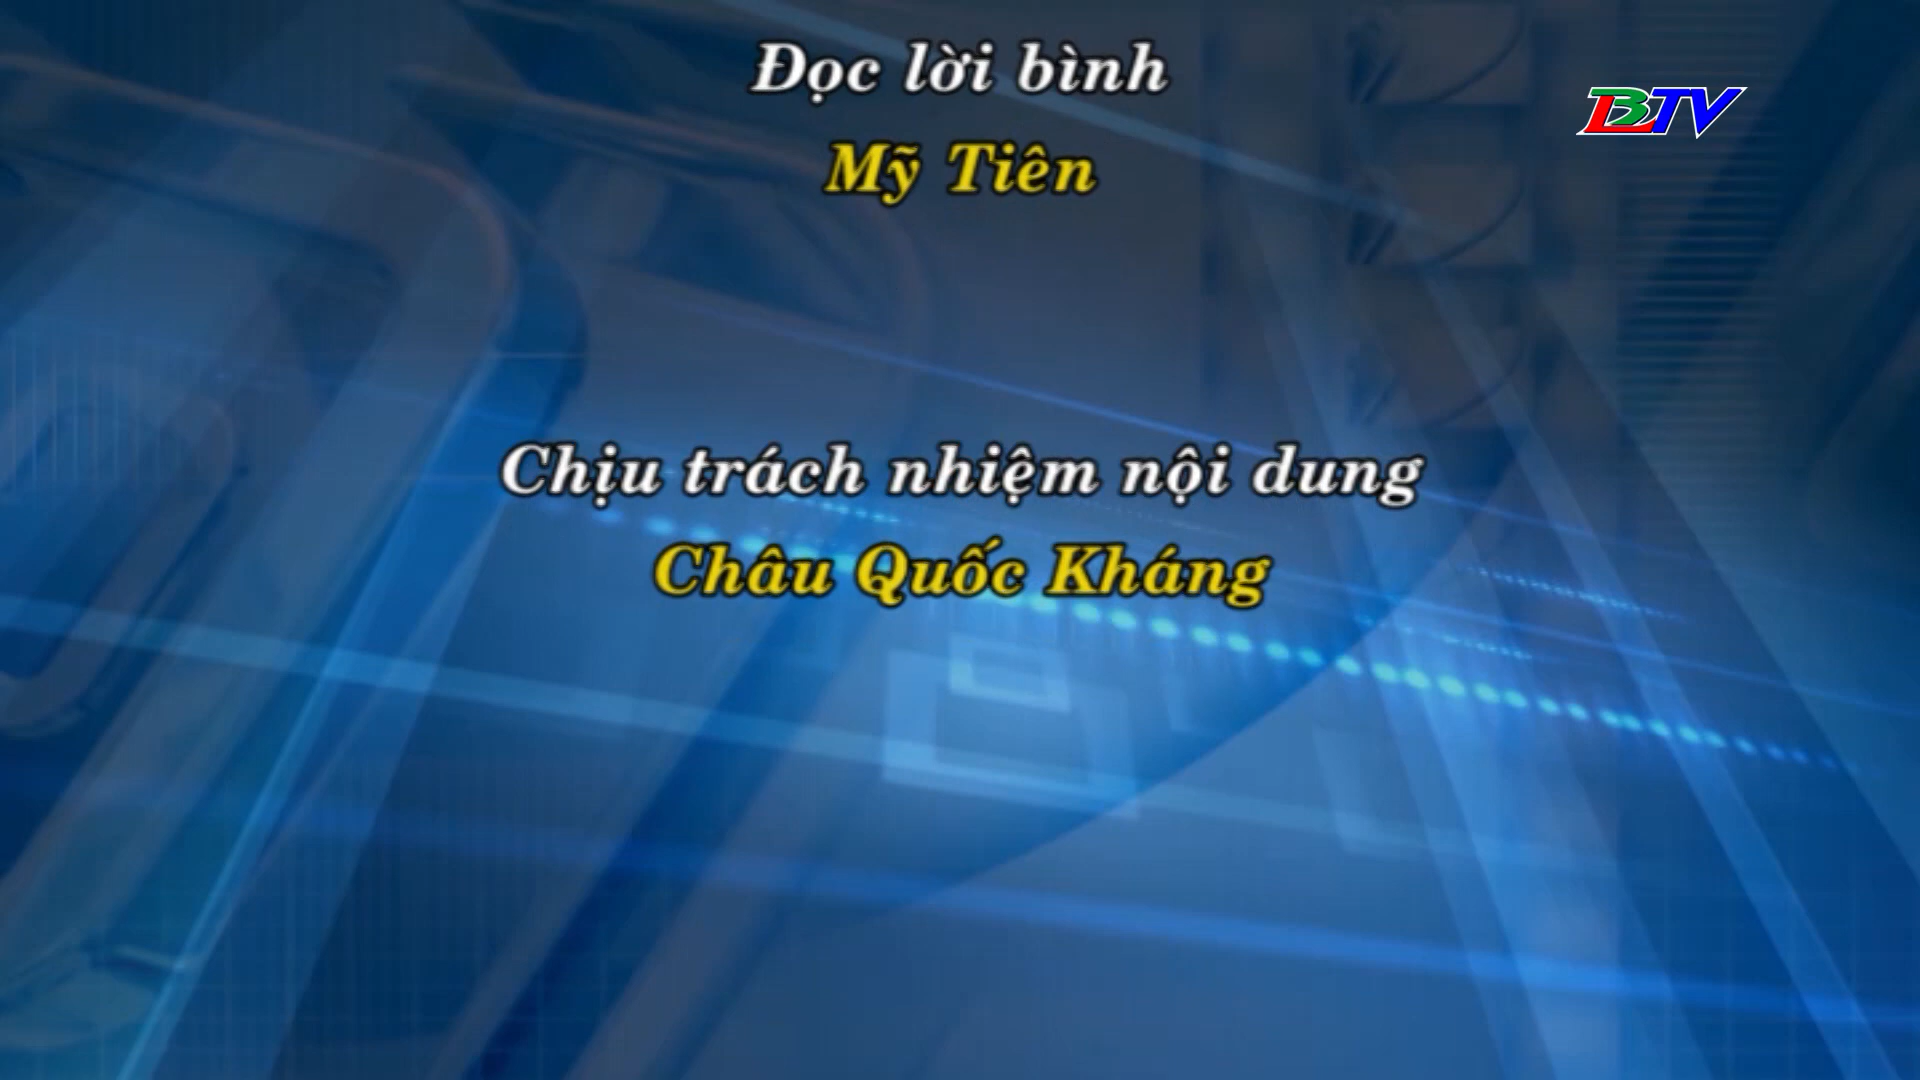 Đọc lời bình
BTV
Mỹ Tiên
Chịu trách nhiệm nội dung
Châu Quốc Kháng